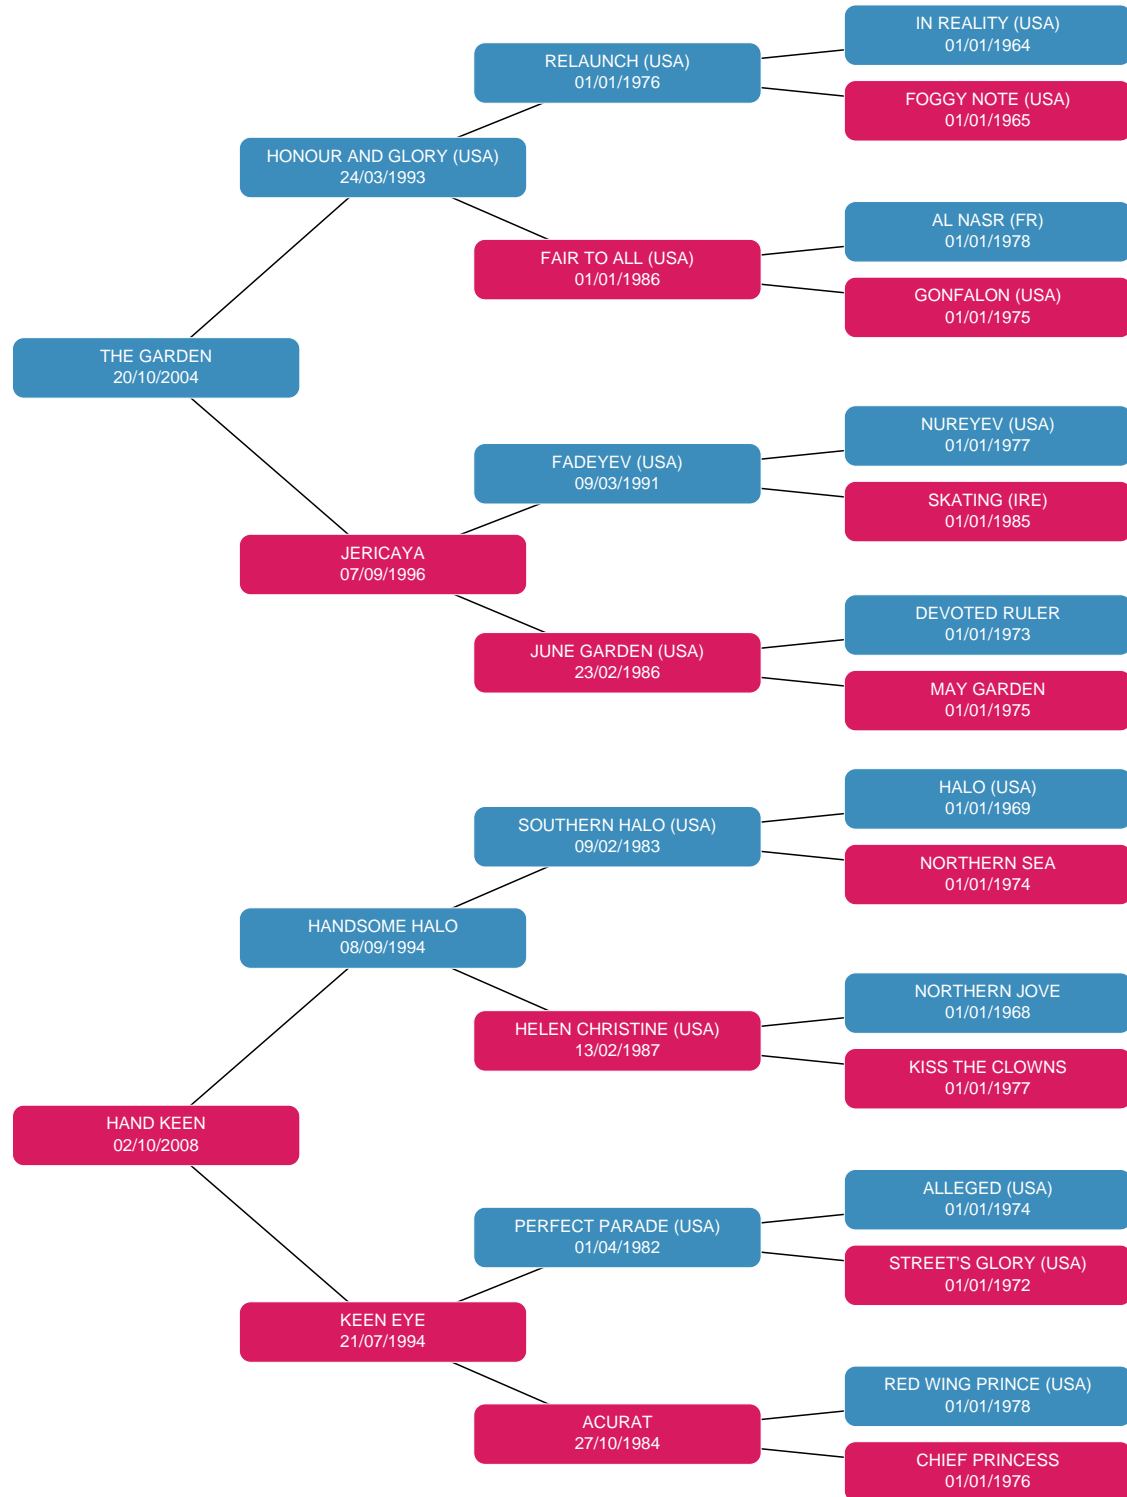 IN REALITY (USA)
01/01/1964
RELAUNCH (USA)
01/01/1976
FOGGY NOTE (USA)
01/01/1965
HONOUR AND GLORY (USA)
24/03/1993
AL NASR (FR)
01/01/1978
FAIR TO ALL (USA)
01/01/1986
GONFALON (USA)
01/01/1975
THE GARDEN
20/10/2004
NUREYEV (USA)
01/01/1977
FADEYEV (USA)
09/03/1991
SKATING (IRE)
01/01/1985
JERICAYA
07/09/1996
DEVOTED RULER
01/01/1973
JUNE GARDEN (USA)
23/02/1986
MAY GARDEN
01/01/1975
HALO (USA)
01/01/1969
SOUTHERN HALO (USA)
09/02/1983
NORTHERN SEA
01/01/1974
HANDSOME HALO
08/09/1994
NORTHERN JOVE
01/01/1968
HELEN CHRISTINE (USA)
13/02/1987
KISS THE CLOWNS
01/01/1977
HAND KEEN
02/10/2008
ALLEGED (USA)
01/01/1974
PERFECT PARADE (USA)
01/04/1982
STREET'S GLORY (USA)
01/01/1972
KEEN EYE
21/07/1994
RED WING PRINCE (USA)
01/01/1978
ACURAT
27/10/1984
CHIEF PRINCESS
01/01/1976